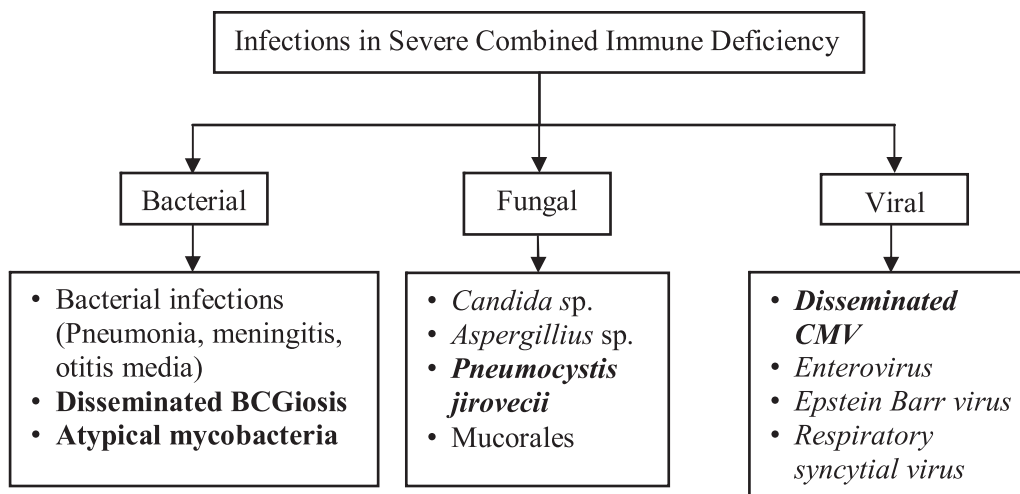 Infections in Severe Combined Immune Deficiency
Bacterial
Fungal
Viral
• Bacterial infections
(Pneumonia, meningitis,
otitis media)
• Disseminated BCGiosis
• Atypical mycobacteria
• Candida sp.
• Aspergillius sp.
• Pneumocystis
jirovecii
• Mucorales
• Disseminated
CMV
• Enterovirus
• Epstein Barr virus
• Respiratory
syncytial virus